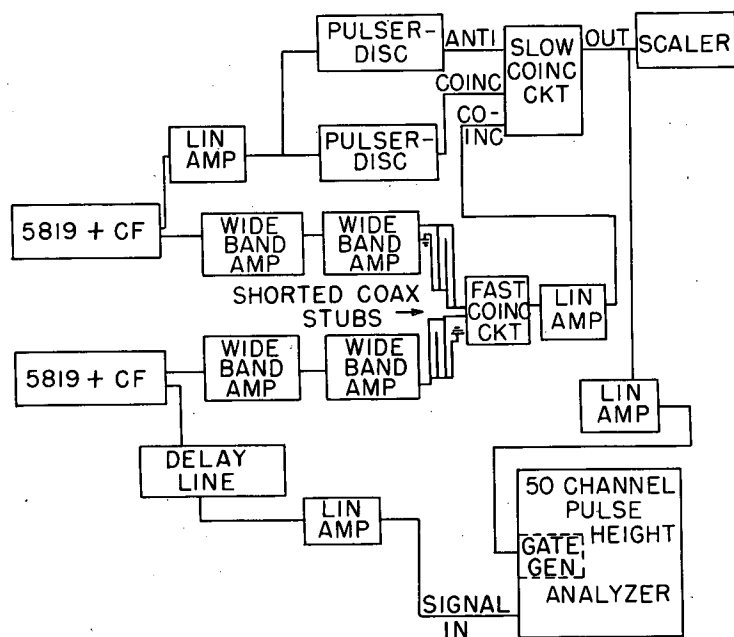 PULSER-
DISC
ANTI
SLOW
COINC
CKT
OUT
SCALER
COINC
CO-
INC
LIN
AMP
PULSER-
DISC
5819 + CF
WIDE
BAND
AMP
WIDE
BAND
AMP
SHORTED COAX
STUBS
FAST
COINC
CKT
LIN
AMP
5819 + CF
WIDE
BAND
AMP
WIDE
BAND
AMP
LIN
AMP
DELAY
LINE
LIN
AMP
50 CHANNEL
PULSE
HEIGHT
GATE
GEN
ANALYZER
SIGNAL
IN